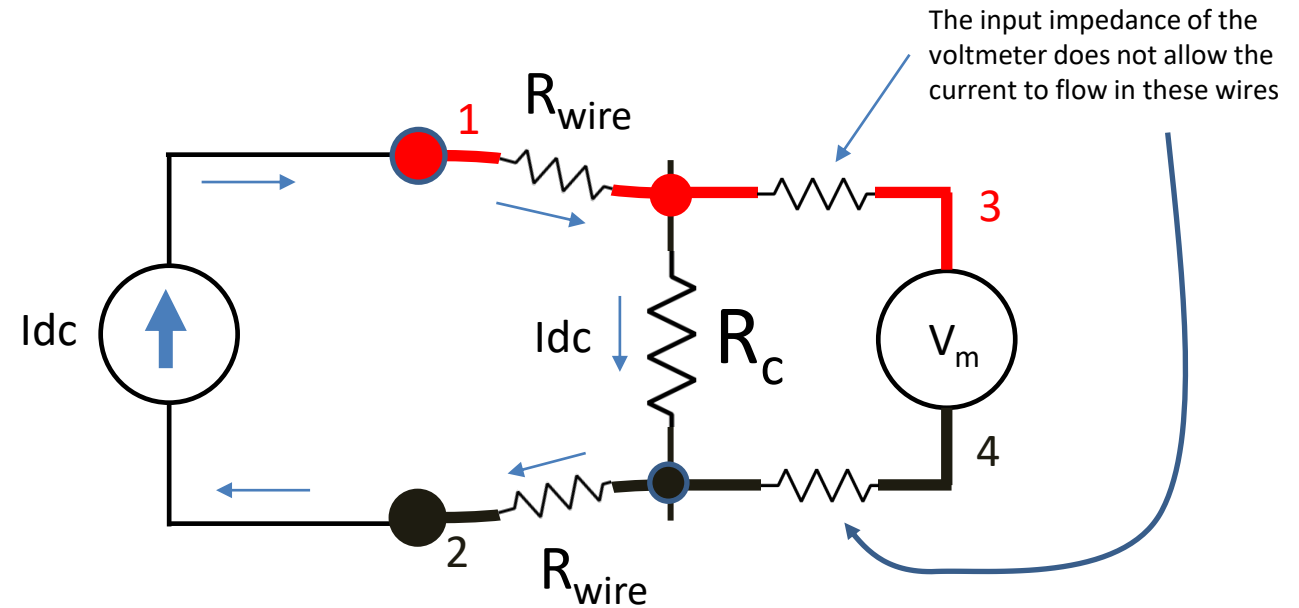 The input impedance of the
voltmeter does not allow the
current to flow in these wires
1
Rwire
3
Idc
Idc
Rc
Vm
4
2
Rwire